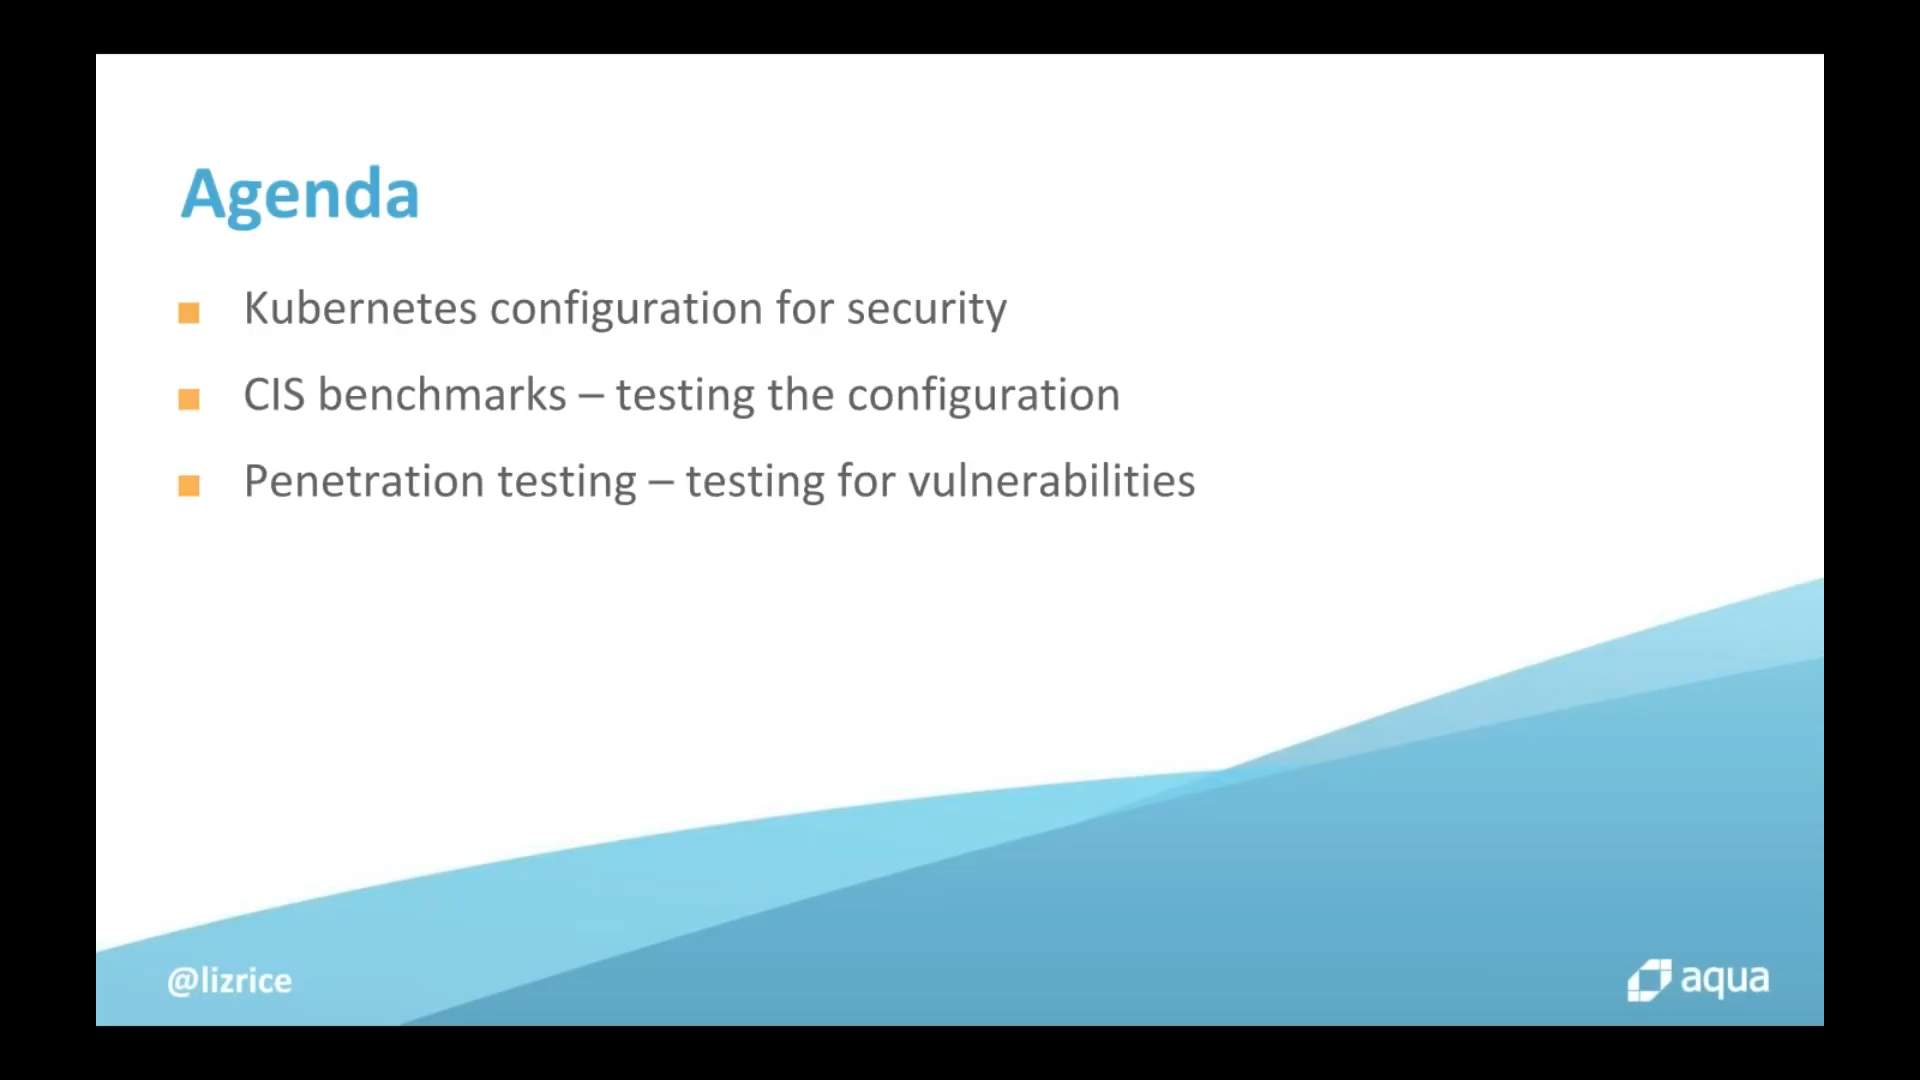 Agenda
Kubernetes configuration for security
CIS benchmarks – testing the configuration
Penetration testing – testing for vulnerabilities
@lizrice
aqua